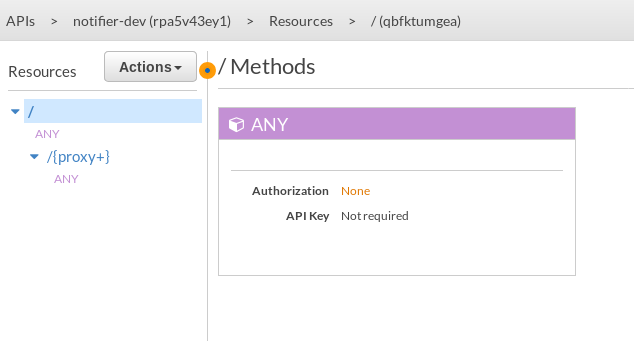 APIs > notifier-dev (rpa5v43ey1) > Resources > / (qbfktumgea)
Resources
Actions
/ Methods
/
ANY
/{proxy+}
ANY
ANY
Authorization None
API Key Not required